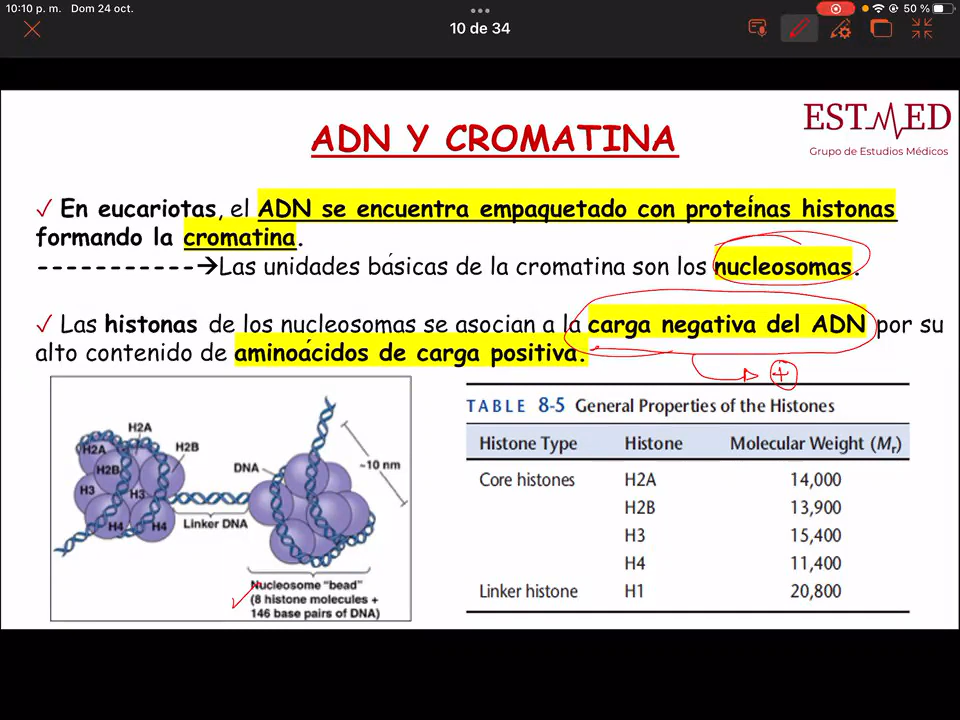 10:10 p. m. Dom 24 oct.
50 %
10 de 34
ESTMED
Grupo de Estudios Médicos
ADN Y CROMATINA
✓ En eucariotas, el ADN se encuentra empaquetado con proteínas histonas
formando la cromatina.
-----------→Las unidades básicas de la cromatina son los nucleosomas.
✓ Las histonas de los nucleosomas se asocian a la carga negativa del ADN por su
alto contenido de aminoácidos de carga positiva.
+
H2A
H2A
H2B
H2B
H3
H3
H4
H4
Linker DNA
DNA
~10 nm
Nucleosome "bead"
(8 histone molecules +
146 base pairs of DNA)
TABLE 8-5 General Properties of the Histones
Histone Type Histone Molecular Weight (Mr)
Core histones H2A 14,000
H2B 13,900
H3 15,400
H4 11,400
Linker histone H1 20,800